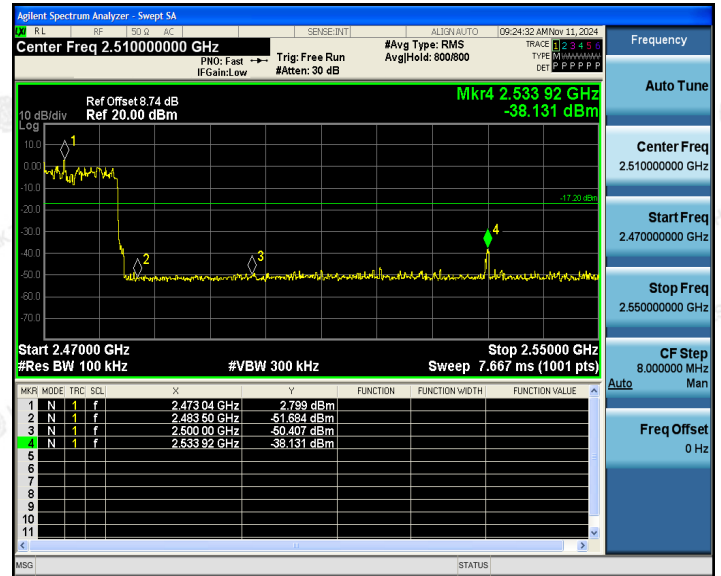 Agilent Spectrum Analyzer - Swept SA
LXI RL RF 50 Ω AC SENSE:INT ALIGN AUTO 09:24:32 AM Nov 11, 2024
Center Freq 2.510000000 GHz #Avg Type: RMS TRACE 1 2 3 4 5 6
PNO: Fast Trig: Free Run Avg|Hold: 800/800 TYPE M WWWWW
IFGain:Low #Atten: 30 dB DET P P P P P P
Frequency
Auto Tune
Center Freq
2.510000000 GHz
Start Freq
2.470000000 GHz
Stop Freq
2.550000000 GHz
CF Step
8.000000 MHz
Auto Man
Freq Offset
0 Hz
Mkr4 2.533 92 GHz
-38.131 dBm
Ref Offset 8.74 dB
10 dB/div Ref 20.00 dBm
Log
10.0
0.00
-10.0
-20.0
-30.0
-40.0
-50.0
-60.0
-70.0
1
2
3
4
-17.20 dBm
Start 2.47000 GHz Stop 2.55000 GHz
#Res BW 100 kHz #VBW 300 kHz Sweep 7.667 ms (1001 pts)
MKR MODE TRC SCL X Y FUNCTION FUNCTION WIDTH FUNCTION VALUE
1 N 1 f 2.473 04 GHz 2.799 dBm
2 N 1 f 2.483 50 GHz -51.684 dBm
3 N 1 f 2.500 00 GHz -50.407 dBm
4 N 1 f 2.533 92 GHz -38.131 dBm
5
6
7
8
9
10
11
MSG STATUS